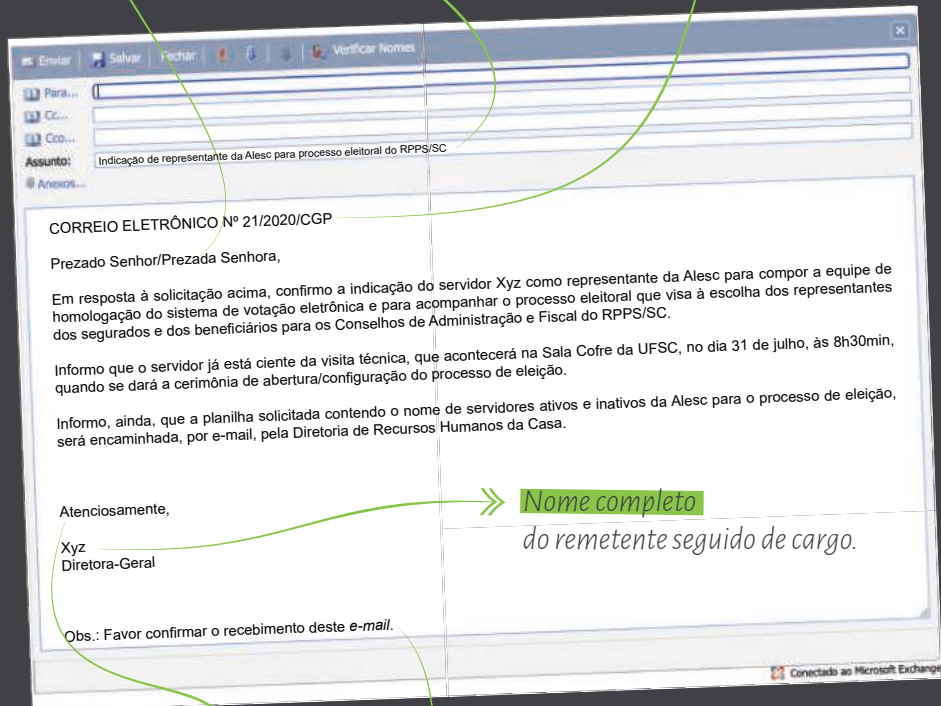 Enviar Salvar Fechar Verificar Nomes
Para...
Cc...
Cco...
Assunto: Indicação de representante da Alesc para processo eleitoral do RPPS/SC
Anexos...
CORREIO ELETRÔNICO Nº 21/2020/CGP
Prezado Senhor/Prezada Senhora,
Em resposta à solicitação acima, confirmo a indicação do servidor Xyz como representante da Alesc para compor a equipe de
homologação do sistema de votação eletrônica e para acompanhar o processo eleitoral que visa à escolha dos representantes
dos segurados e dos beneficiários para os Conselhos de Administração e Fiscal do RPPS/SC.
Informo que o servidor já está ciente da visita técnica, que acontecerá na Sala Cofre da UFSC, no dia 31 de julho, às 8h30min,
quando se dará a cerimônia de abertura/configuração do processo de eleição.
Informo, ainda, que a planilha solicitada contendo o nome de servidores ativos e inativos da Alesc para o processo de eleição,
será encaminhada, por e-mail, pela Diretoria de Recursos Humanos da Casa.
Atenciosamente,
Nome completo
do remetente seguido de cargo.
Xyz
Diretora-Geral
Obs.: Favor confirmar o recebimento deste e-mail.
Conectado ao Microsoft Exchange